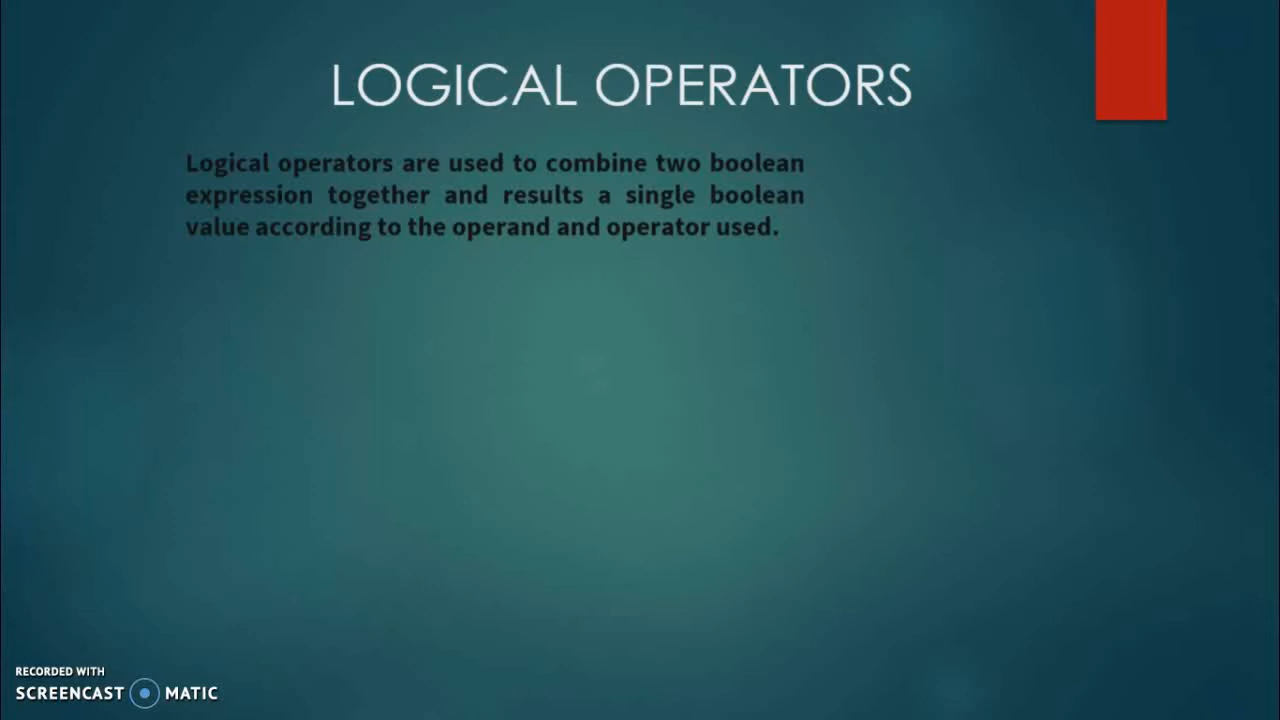 LOGICAL OPERATORS
Logical operators are used to combine two boolean
expression together and results a single boolean
value according to the operand and operator used.
RECORDED WITH
SCREENCAST MATIC